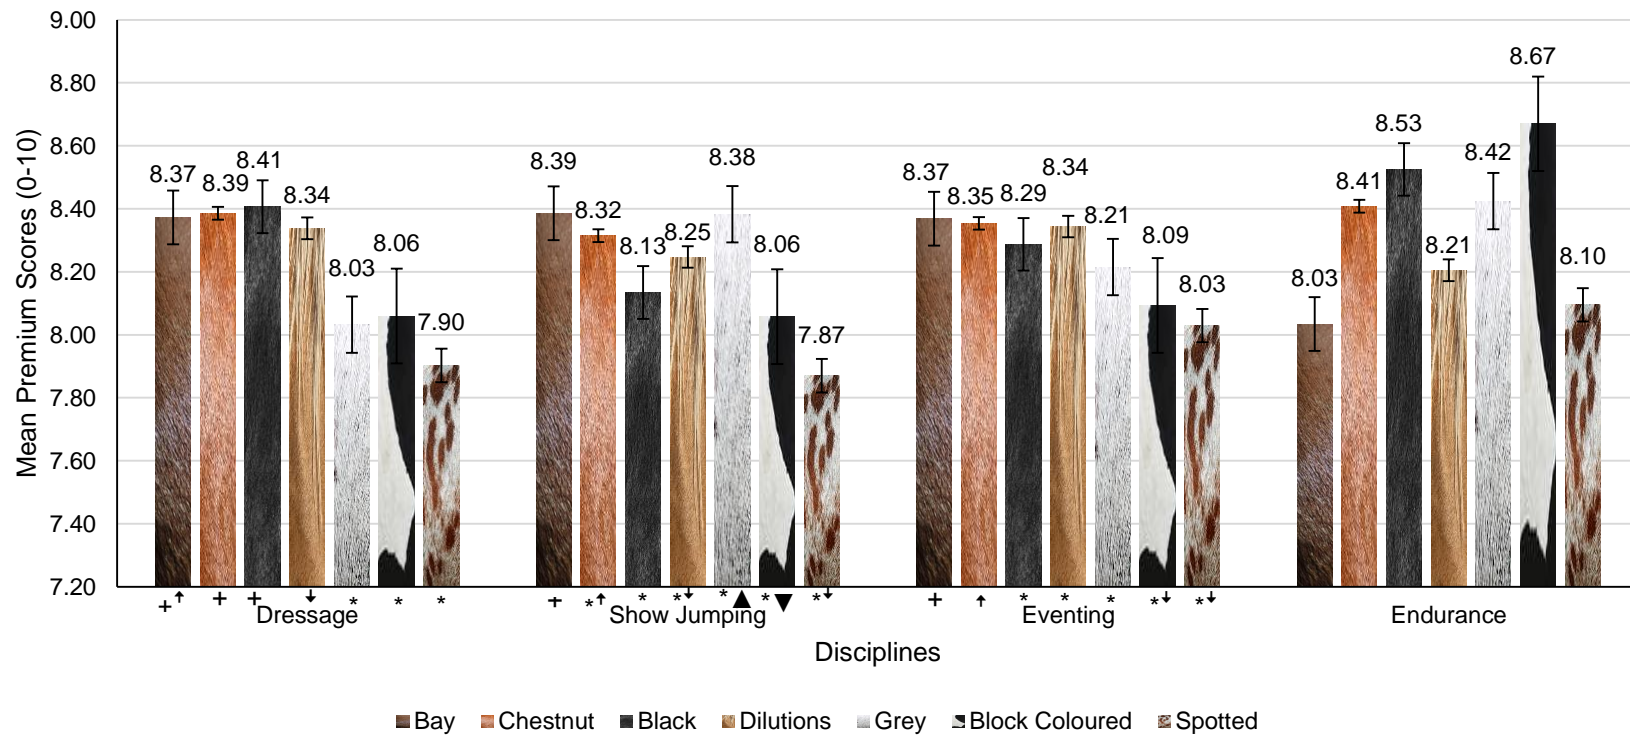 9.00
8.80
8.60
8.40
8.20
8.00
7.80
7.60
7.40
7.20
Mean Premium Scores (0-10)
8.37 8.39 8.41 8.34 8.03 8.06 7.90
8.39 8.32 8.13 8.25 8.38 8.06 7.87
8.37 8.35 8.29 8.34 8.21 8.09 8.03
8.03 8.41 8.53 8.21 8.42 8.67 8.10
+↑ + + ↓ * * *
+ *↑ * *↓ *▲ *▼ *↓
+ ↑ * * * *↓ *↓
Dressage Show Jumping Eventing Endurance
Disciplines
Bay Chestnut Black Dilutions Grey Block Coloured Spotted